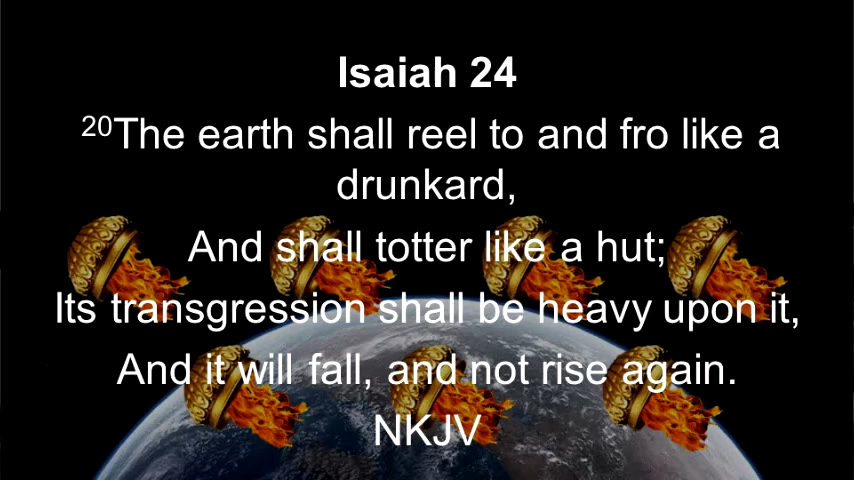 Isaiah 24
20The earth shall reel to and fro like a
drunkard,
And shall totter like a hut;
Its transgression shall be heavy upon it,
And it will fall, and not rise again.
NKJV